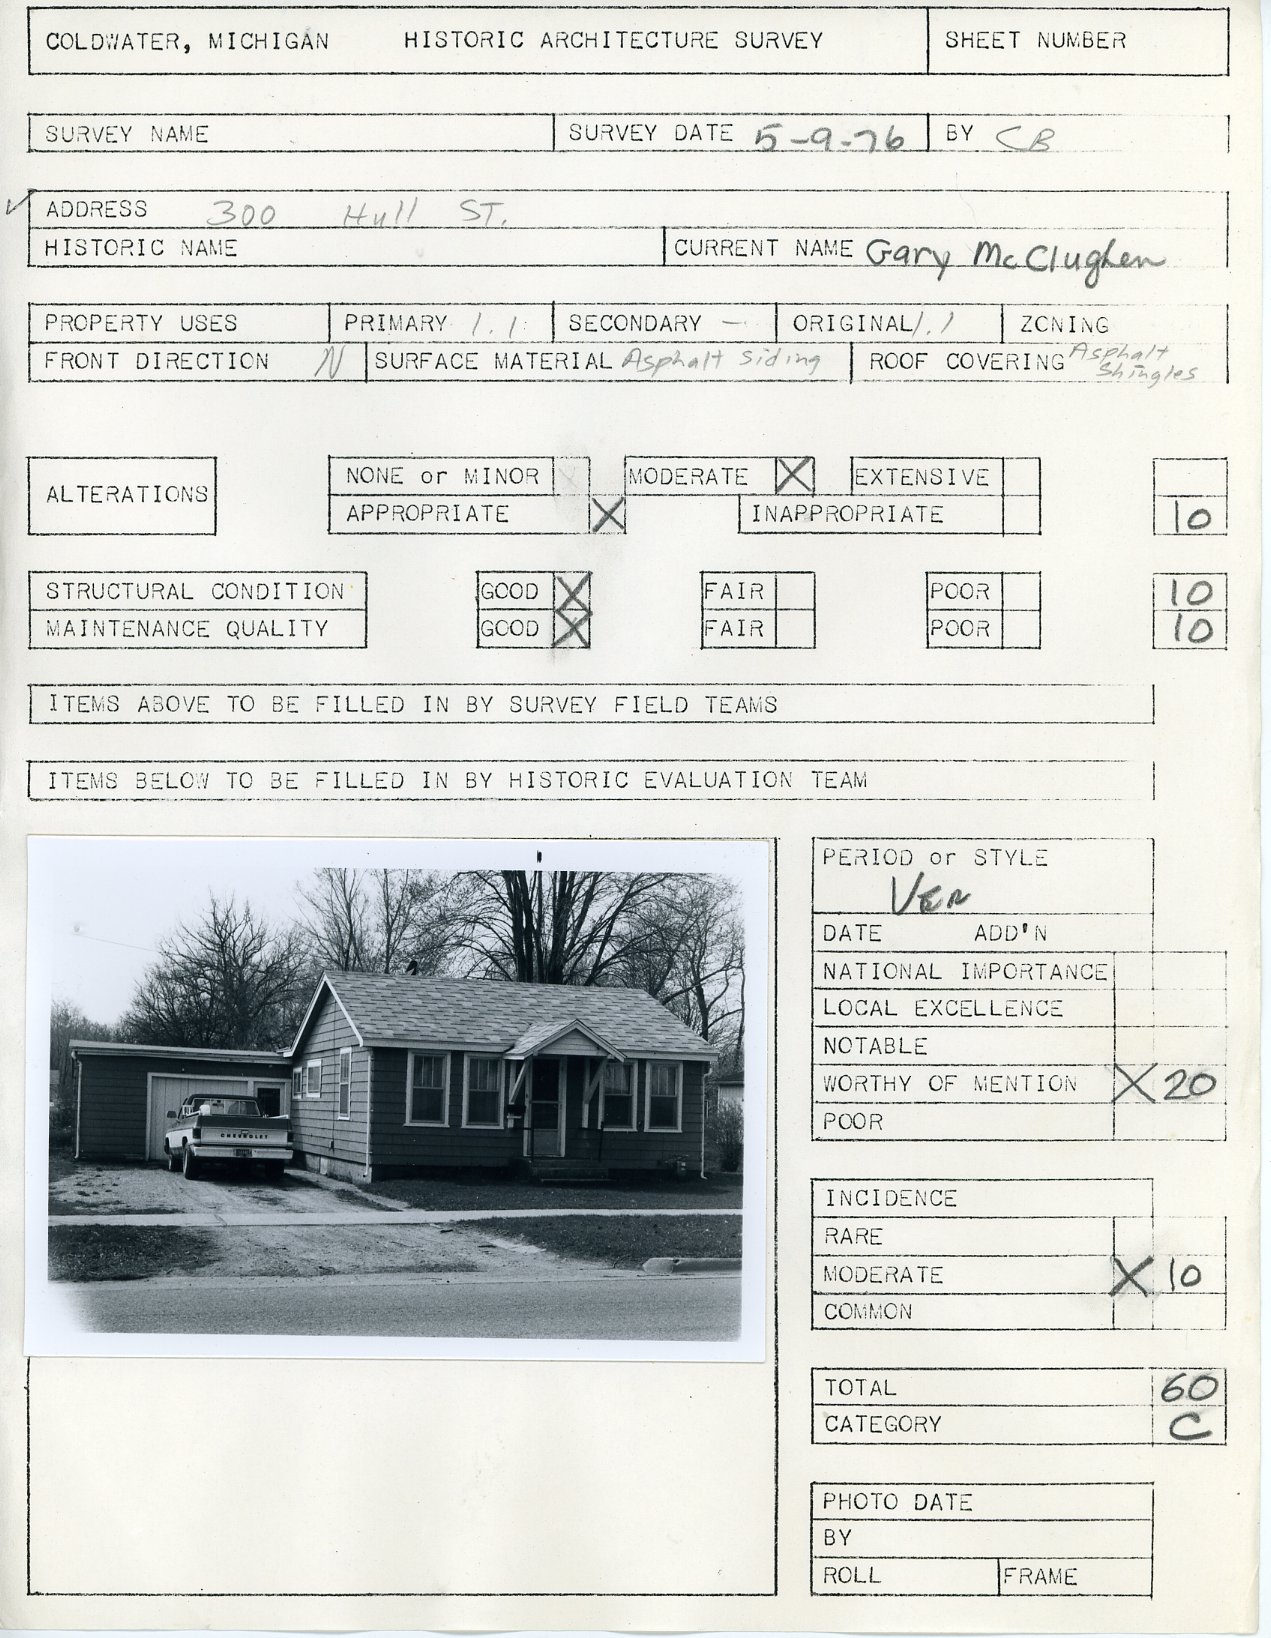 COLDWATER, MICHIGAN HISTORIC ARCHITECTURE SURVEY SHEET NUMBER
SURVEY NAME SURVEY DATE 5-9-76 BY CB
ADDRESS 300 Hull ST.
HISTORIC NAME CURRENT NAME Gary McClughen
PROPERTY USES PRIMARY 1.1 SECONDARY — ORIGINAL 1.1 ZONING
FRONT DIRECTION N SURFACE MATERIAL Asphalt Siding ROOF COVERING Asphalt Shingles
ALTERATIONS
NONE or MINOR MODERATE X EXTENSIVE
APPROPRIATE X INAPPROPRIATE 10
STRUCTURAL CONDITION GOOD X FAIR POOR 10
MAINTENANCE QUALITY GOOD X FAIR POOR 10
ITEMS ABOVE TO BE FILLED IN BY SURVEY FIELD TEAMS
ITEMS BELOW TO BE FILLED IN BY HISTORIC EVALUATION TEAM
CHEVROLET
PERIOD or STYLE
Ver
DATE ADD'N
NATIONAL IMPORTANCE
LOCAL EXCELLENCE
NOTABLE
WORTHY OF MENTION X 20
POOR
INCIDENCE
RARE
MODERATE X 10
COMMON
TOTAL 60
CATEGORY C
PHOTO DATE
BY
ROLL FRAME